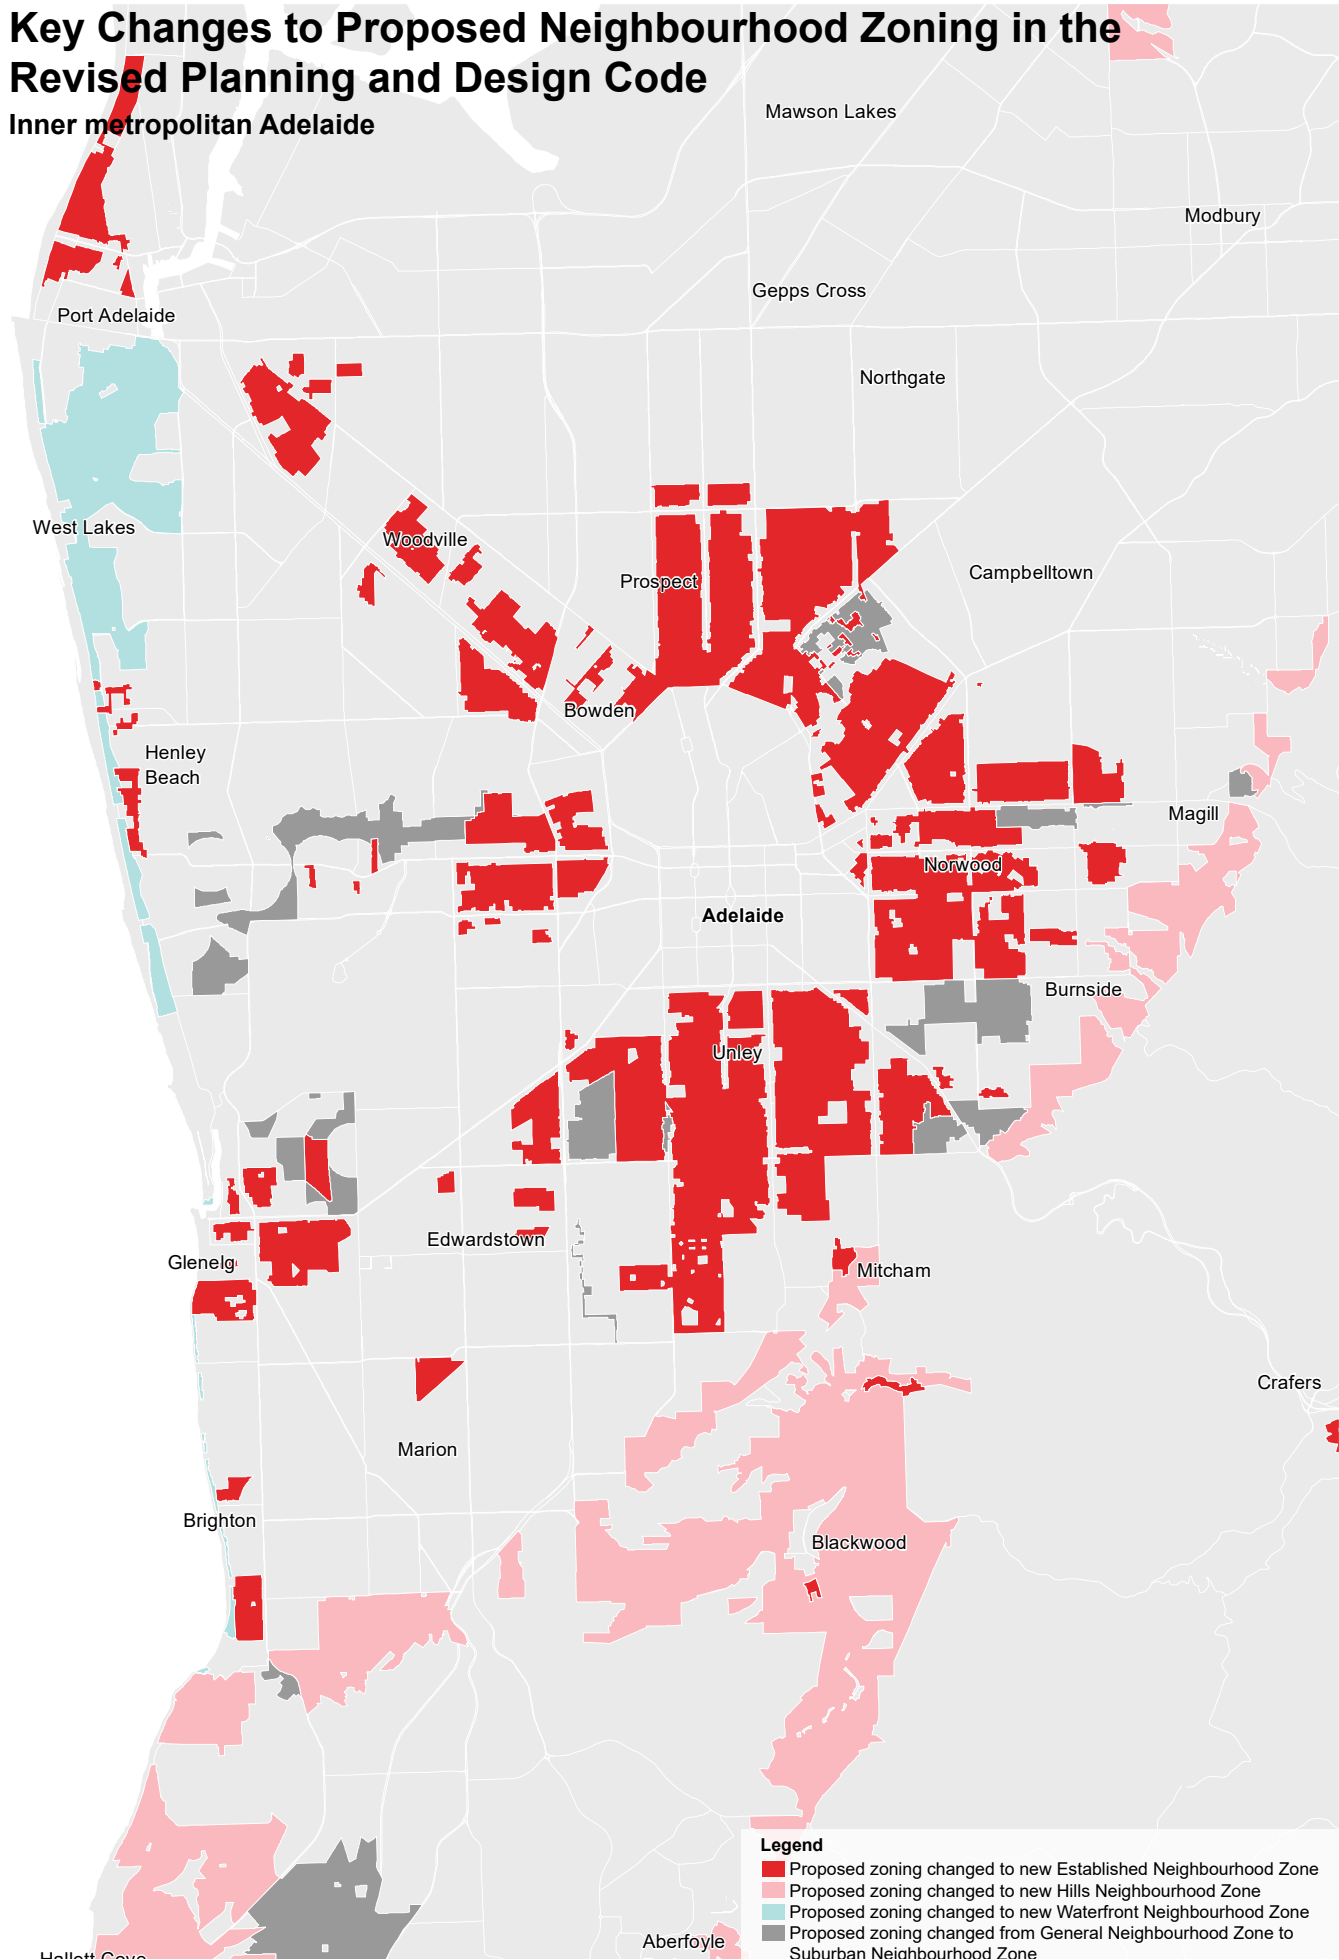 Key Changes to Proposed Neighbourhood Zoning in the
Revised Planning and Design Code
Inner metropolitan Adelaide
Mawson Lakes
Modbury
Gepps Cross
Port Adelaide
Northgate
West Lakes
Woodville
Prospect
Campbelltown
Bowden
Henley
Beach
Magill
Norwood
Adelaide
Burnside
Unley
Edwardstown
Glenelg
Mitcham
Crafers
Marion
Brighton
Blackwood
Legend
Proposed zoning changed to new Established Neighbourhood Zone
Proposed zoning changed to new Hills Neighbourhood Zone
Proposed zoning changed to new Waterfront Neighbourhood Zone
Proposed zoning changed from General Neighbourhood Zone to
Suburban Neighbourhood Zone
Aberfoyle
Hallett Cove